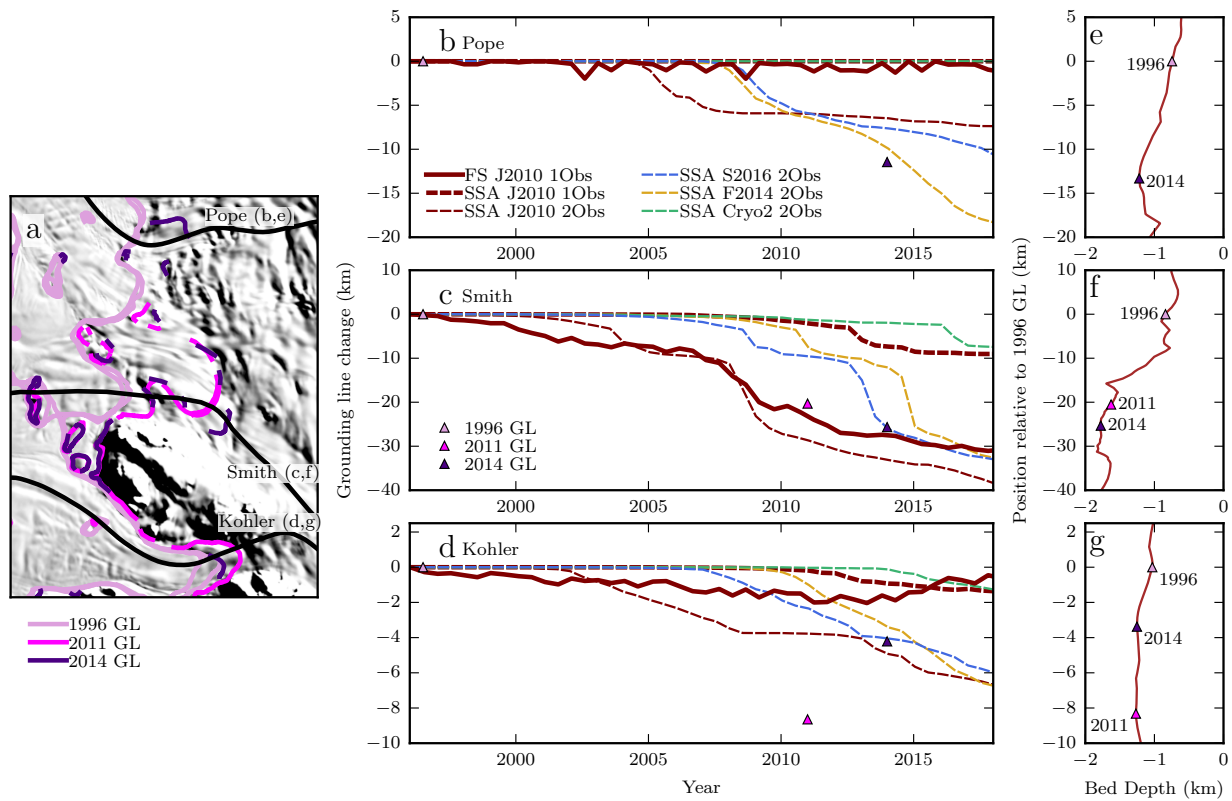 a
Pope (b,e)
Smith (c,f)
Kohler (d,g)
1996 GL
2011 GL
2014 GL
Grounding line change (km)
b Pope
5
0
−5
−10
−15
−20
FS J2010 1Obs
SSA J2010 1Obs
SSA J2010 2Obs
SSA S2016 2Obs
SSA F2014 2Obs
SSA Cryo2 2Obs
2000
2005
2010
2015
c Smith
10
0
−10
−20
−30
−40
1996 GL
2011 GL
2014 GL
2000
2005
2010
2015
d Kohler
2
0
−2
−4
−6
−8
−10
2000
2005
2010
2015
Year
Position relative to 1996 GL (km)
e
5
0
−5
−10
−15
−20
1996
2014
−2
−1
0
f
10
0
−10
−20
−30
−40
1996
2011
2014
−2
−1
0
g
2
0
−2
−4
−6
−8
−10
1996
2014
2011
−2
−1
0
Bed Depth (km)